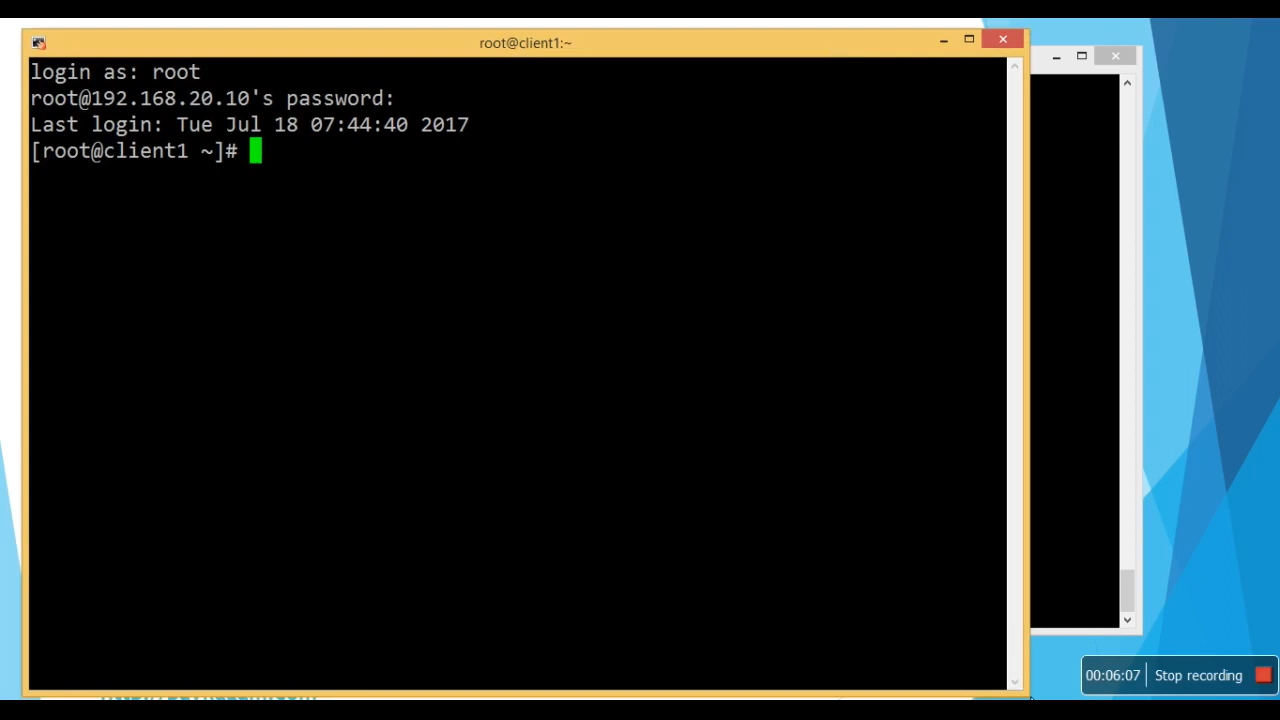 root@client1:~
login as: root
root@192.168.20.10's password:
Last login: Tue Jul 18 07:44:40 2017
[root@client1 ~]#
00:06:07 Stop recording